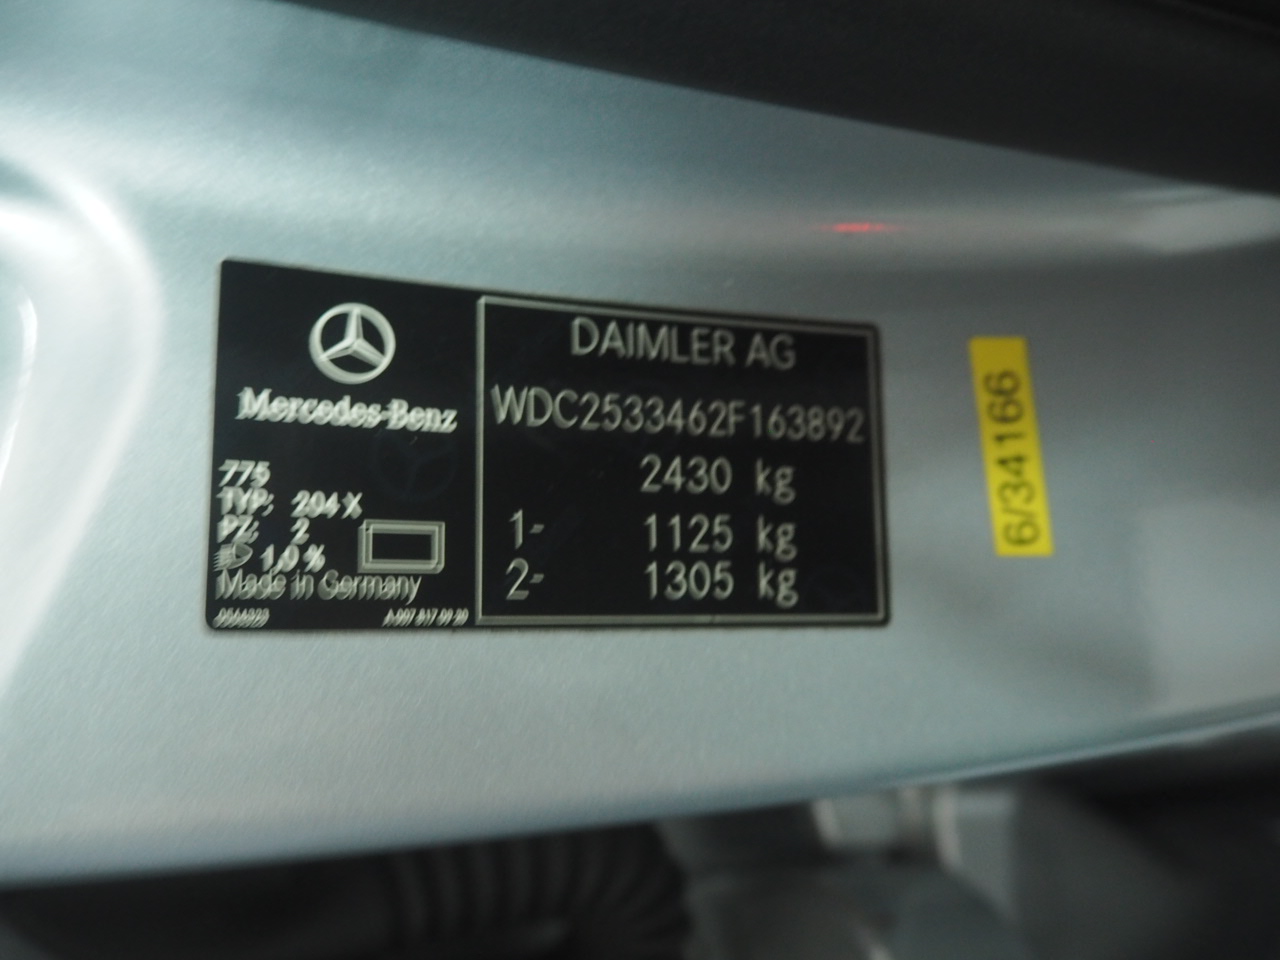 Mercedes-Benz
775
TYP: 204 X
PZ: 2
1,0 %
Made in Germany
DAIMLER AG
WDC2533462F163892
2430 kg
1- 1125 kg
2- 1305 kg
6/34166